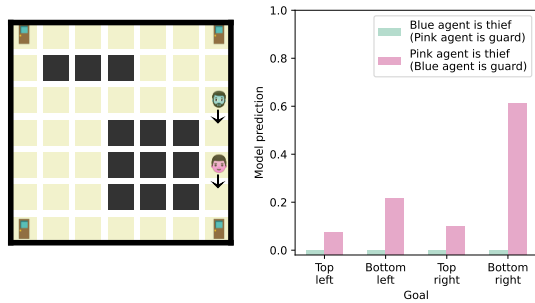 1.0
0.8
0.6
0.4
0.2
0.0
Model prediction
Blue agent is thief
(Pink agent is guard)
Pink agent is thief
(Blue agent is guard)
Top
left
Bottom
left
Top
right
Bottom
right
Goal